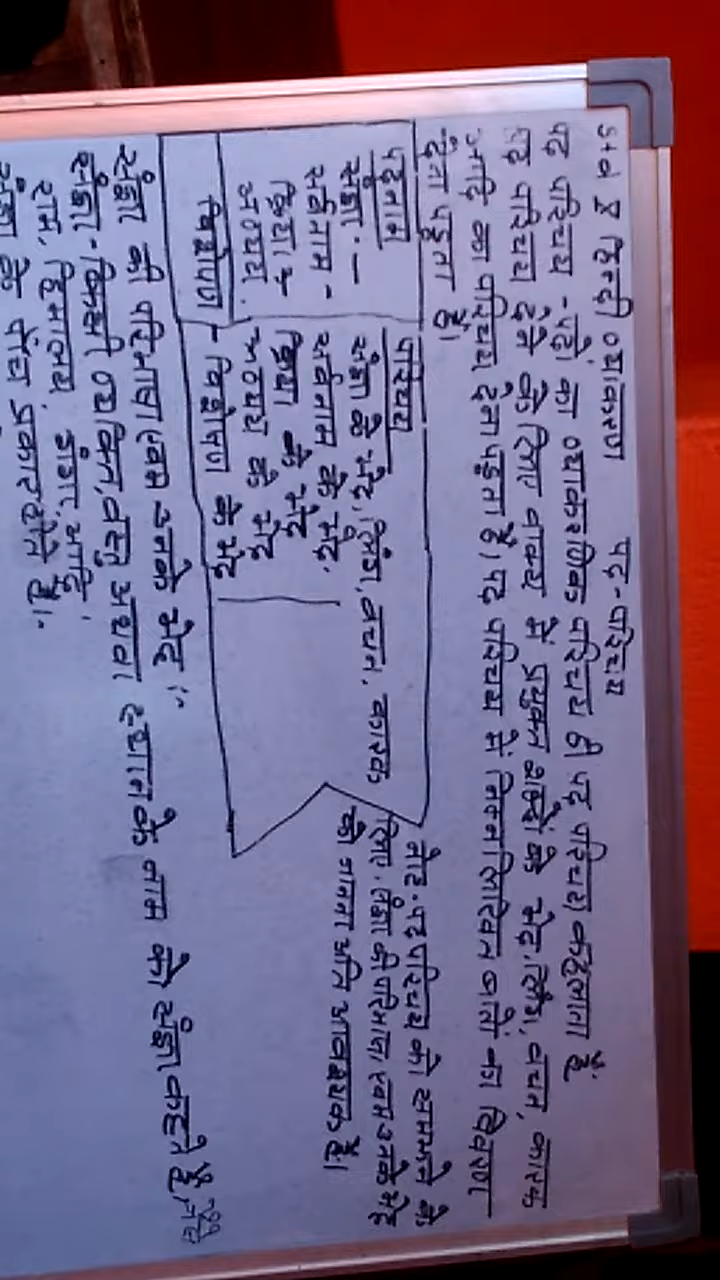 Std X हिन्दी व्याकरण पद-परिचय
पद परिचय -पदों का व्याकरणिक परिचय ही पद परिचय कहलाता है
पद परिचय देने के लिए वाक्य में प्रयुक्त शब्दों के भेद, लिंग, वचन, कारक
आदि का परिचय देना पड़ता है। पद परिचय में निम्नलिखित बातों का विवरण
देना पड़ता है।
पदनाम परिचय
संज्ञा - संज्ञा के भेद, लिंग, वचन, कारक
सर्वनाम - सर्वनाम के भेद,
क्रिया - क्रिया के भेद
अव्यय. अव्यय के भेद
विशेषण - विशेषण के भेद
नोट- पद परिचय को समझने के
लिए, संज्ञा की परिभाषा एवम उनके भेद
को जानना अति आवश्यक है।
संज्ञा की परिभाषा एवम उनके भेद :-
संज्ञा - किसी व्यक्ति, वस्तु अथवा स्थान के नाम को संज्ञा कहते हैं, जैसे
राम, हिमालय, डांगा, आदि
संज्ञा के पाँच प्रकार होते हैं।-